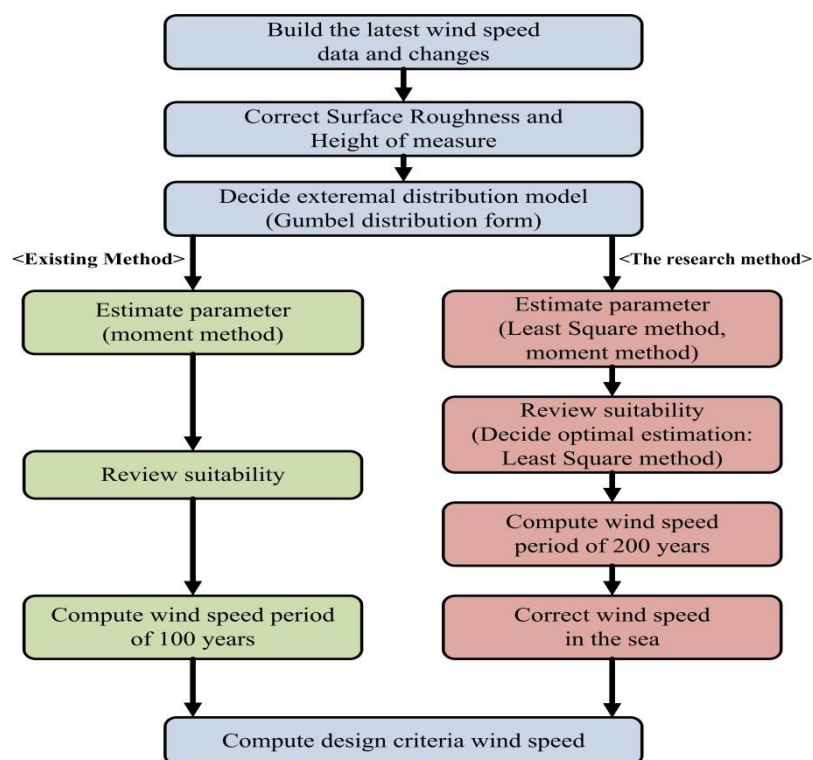 Build the latest wind speed
data and changes
Correct Surface Roughness and
Height of measure
Decide exteremal distribution model
(Gumbel distribution form)
<Existing Method>
<The research method>
Estimate parameter
(moment method)
Review suitability
Compute wind speed period
of 100 years
Estimate parameter
(Least Square method,
moment method)
Review suitability
(Decide optimal estimation:
Least Square method)
Compute wind speed
period of 200 years
Correct wind speed
in the sea
Compute design criteria wind speed